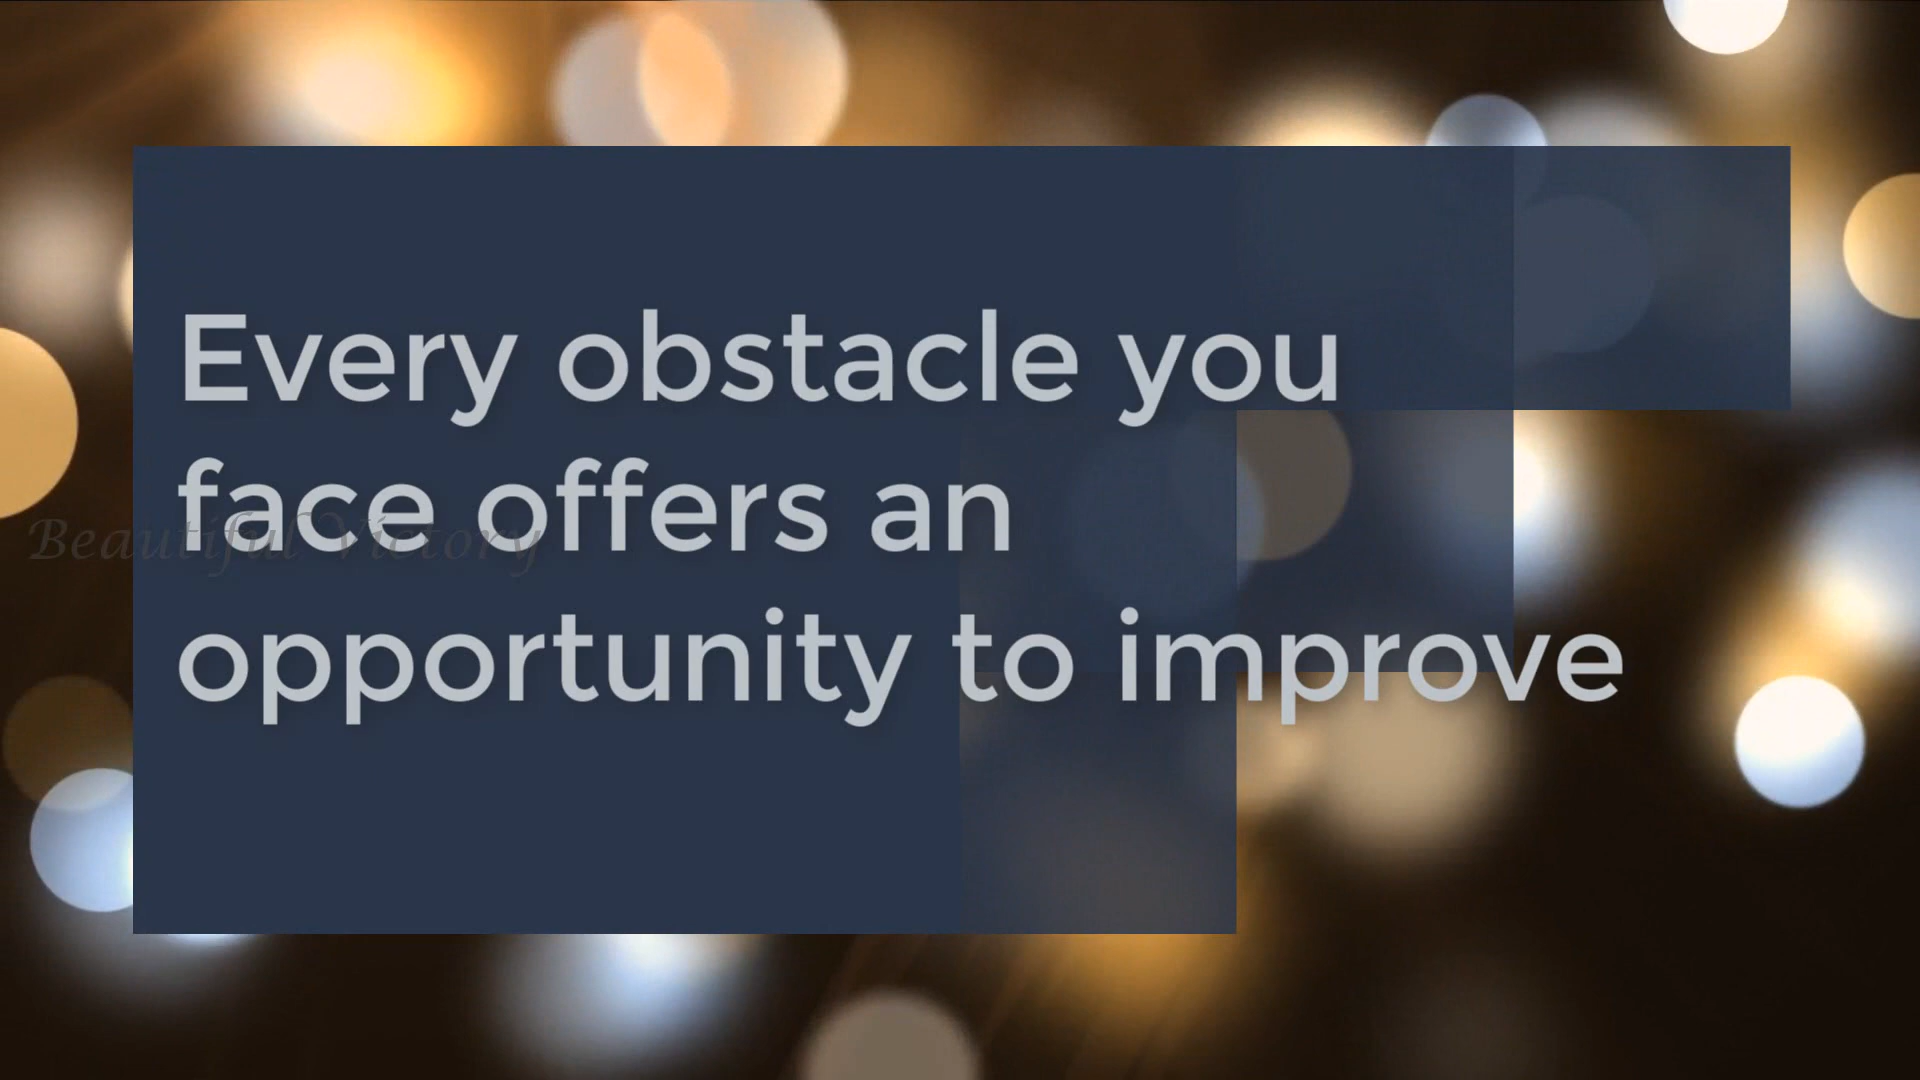 Every obstacle you
face offers an
Beautiful Victory
opportunity to improve